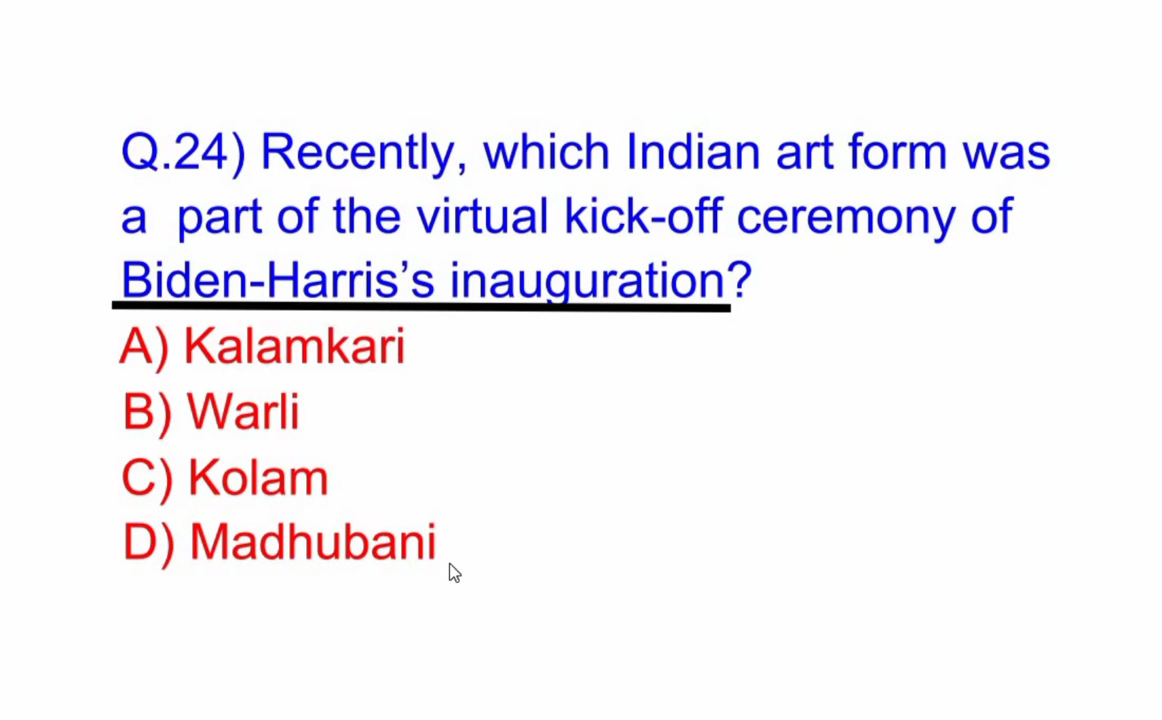 Q.24) Recently, which Indian art form was
a  part of the virtual kick-off ceremony of
Biden-Harris’s inauguration?
A) Kalamkari
B) Warli
C) Kolam
D) Madhubani